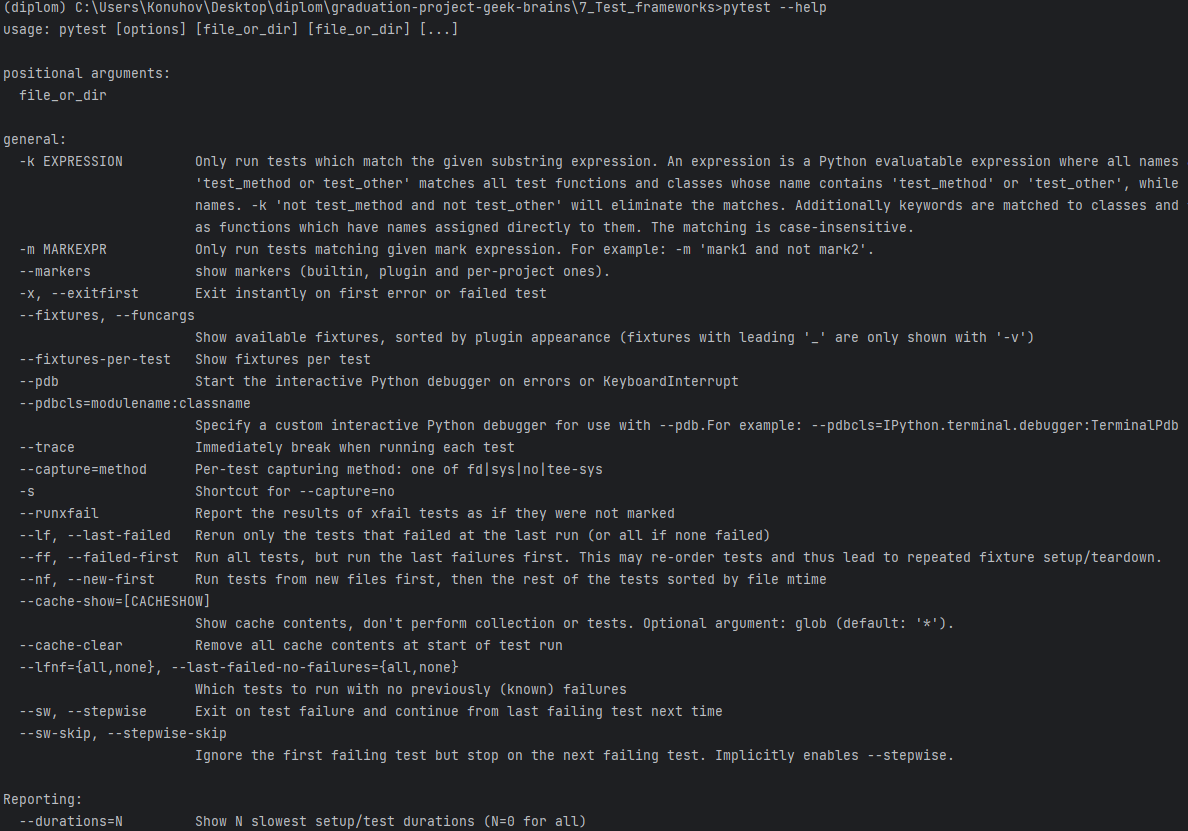 (diplom) C:\Users\Konuhov\Desktop\diplom\graduation-project-geek-brains\7_Test_frameworks>pytest --help
usage: pytest [options] [file_or_dir] [file_or_dir] [...]
positional arguments:
  file_or_dir
general:
  -k EXPRESSION         Only run tests which match the given substring expression. An expression is a Python evaluatable expression where all names
                        'test_method or test_other' matches all test functions and classes whose name contains 'test_method' or 'test_other', while
                        names. -k 'not test_method and not test_other' will eliminate the matches. Additionally keywords are matched to classes and
                        as functions which have names assigned directly to them. The matching is case-insensitive.
  -m MARKEXPR           Only run tests matching given mark expression. For example: -m 'mark1 and not mark2'.
  --markers             show markers (builtin, plugin and per-project ones).
  -x, --exitfirst       Exit instantly on first error or failed test
  --fixtures, --funcargs
                        Show available fixtures, sorted by plugin appearance (fixtures with leading '_' are only shown with '-v')
  --fixtures-per-test   Show fixtures per test
  --pdb                 Start the interactive Python debugger on errors or KeyboardInterrupt
  --pdbcls=modulename:classname
                        Specify a custom interactive Python debugger for use with --pdb.For example: --pdbcls=IPython.terminal.debugger:TerminalPdb
  --trace               Immediately break when running each test
  --capture=method      Per-test capturing method: one of fd|sys|no|tee-sys
  -s                    Shortcut for --capture=no
  --runxfail            Report the results of xfail tests as if they were not marked
  --lf, --last-failed   Rerun only the tests that failed at the last run (or all if none failed)
  --ff, --failed-first  Run all tests, but run the last failures first. This may re-order tests and thus lead to repeated fixture setup/teardown.
  --nf, --new-first     Run tests from new files first, then the rest of the tests sorted by file mtime
  --cache-show=[CACHESHOW]
                        Show cache contents, don't perform collection or tests. Optional argument: glob (default: '*').
  --cache-clear         Remove all cache contents at start of test run
  --lfnf={all,none}, --last-failed-no-failures={all,none}
                        Which tests to run with no previously (known) failures
  --sw, --stepwise      Exit on test failure and continue from last failing test next time
  --sw-skip, --stepwise-skip
                        Ignore the first failing test but stop on the next failing test. Implicitly enables --stepwise.
Reporting:
  --durations=N         Show N slowest setup/test durations (N=0 for all)